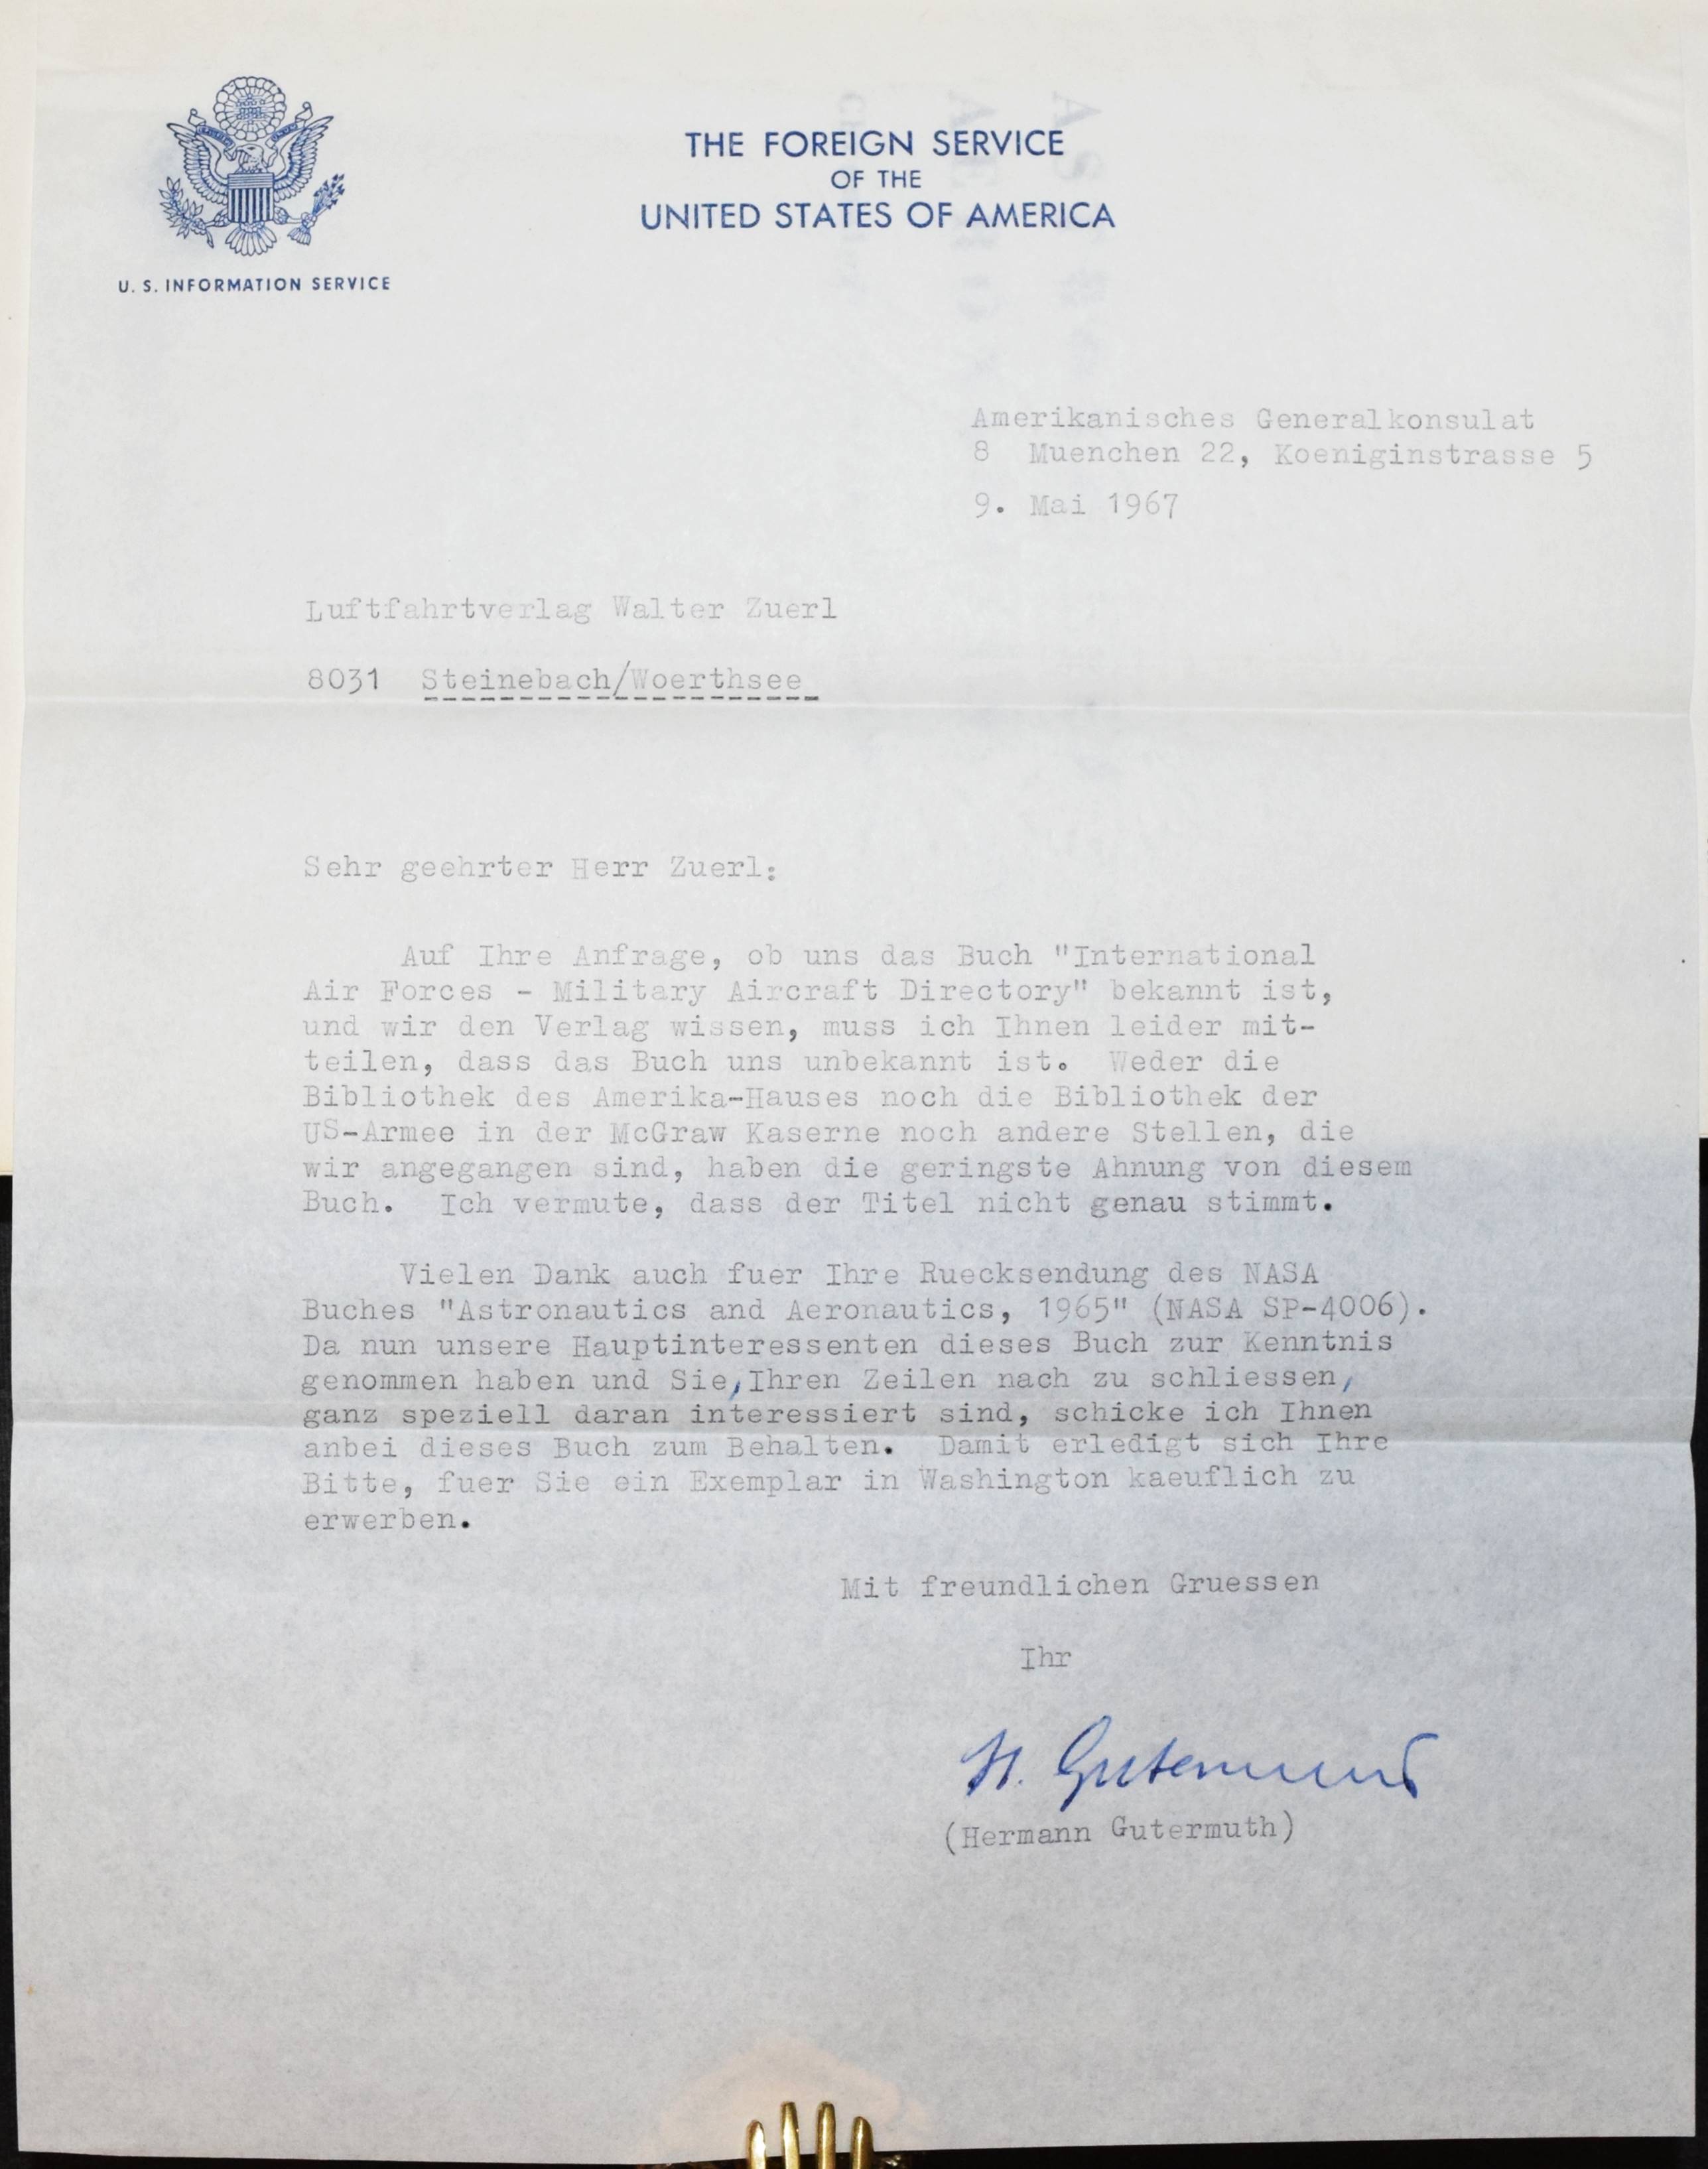 THE FOREIGN SERVICE
OF THE
UNITED STATES OF AMERICA
U. S. INFORMATION SERVICE
Amerikanisches Generalkonsulat
8 Muenchen 22, Koeniginstrasse 5
9. Mai 1967
Luftfahrtverlag Walter Zuerl
8031 Steinebach/Woerthsee
Sehr geehrter Herr Zuerl:
Auf Ihre Anfrage, ob uns das Buch "International
Air Forces - Military Aircraft Directory" bekannt ist,
und wir den Verlag wissen, muss ich Ihnen leider mit-
teilen, dass das Buch uns unbekannt ist. Weder die
Bibliothek des Amerika-Hauses noch die Bibliothek der
US-Armee in der McGraw Kaserne noch andere Stellen, die
wir angegangen sind, haben die geringste Ahnung von diesem
Buch. Ich vermute, dass der Titel nicht genau stimmt.
Vielen Dank auch fuer Ihre Ruecksendung des NASA
Buches "Astronautics and Aeronautics, 1965" (NASA SP-4006).
Da nun unsere Hauptinteressenten dieses Buch zur Kenntnis
genommen haben und Sie, Ihren Zeilen nach zu schliessen,
ganz speziell daran interessiert sind, schicke ich Ihnen
anbei dieses Buch zum Behalten. Damit erledigt sich Ihre
Bitte, fuer Sie ein Exemplar in Washington kaeuflich zu
erwerben.
Mit freundlichen Gruessen
Ihr
H. Gutermuth
(Hermann Gutermuth)